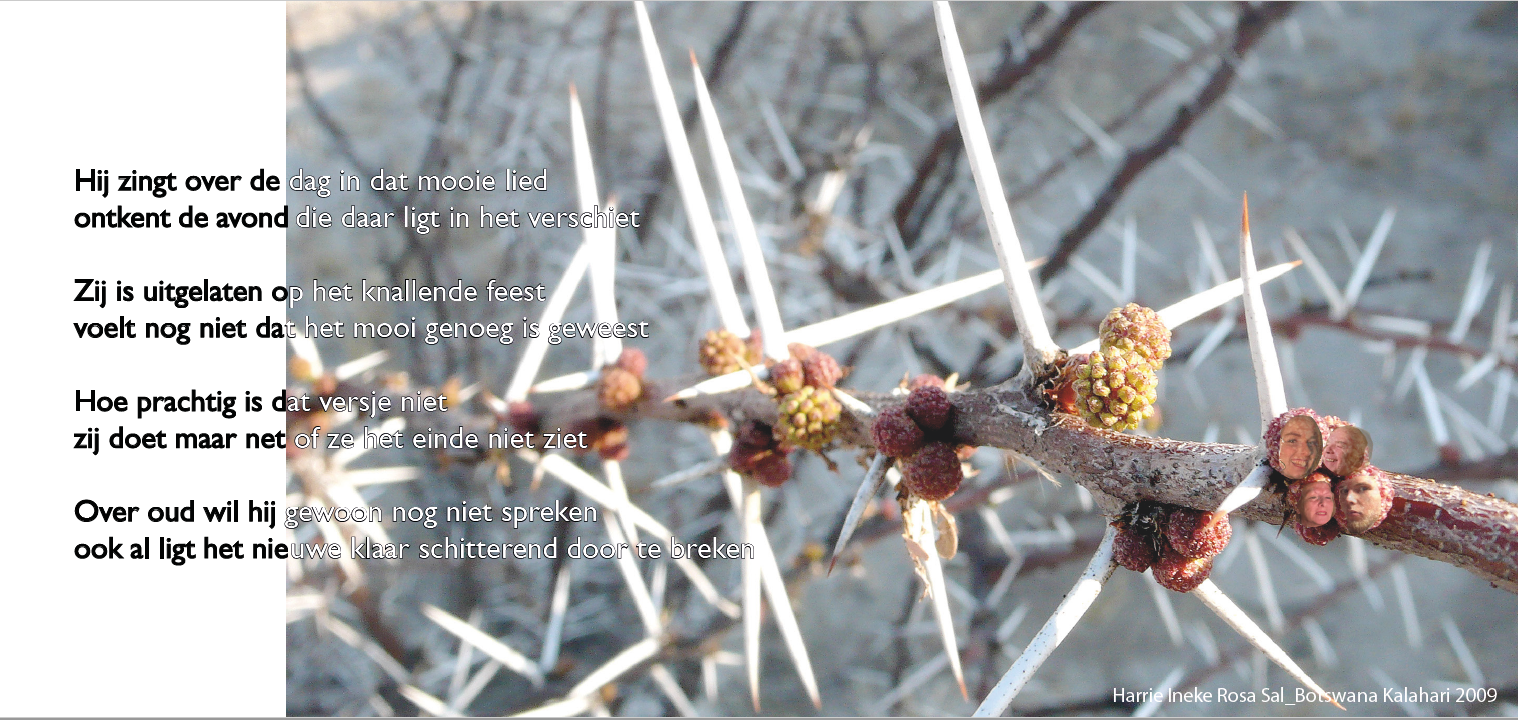 Hij zingt over de dag in dat mooie lied
ontkent de avond die daar ligt in het verschiet
Zij is uitgelaten op het knallende feest
voelt nog niet dat het mooi genoeg is geweest
Hoe prachtig is dat versje niet
zij doet maar net of ze het einde niet ziet
Over oud wil hij gewoon nog niet spreken
ook al ligt het nieuwe klaar schitterend door te breken
Harrie Ineke Rosa Sal_Botswana Kalahari 2009